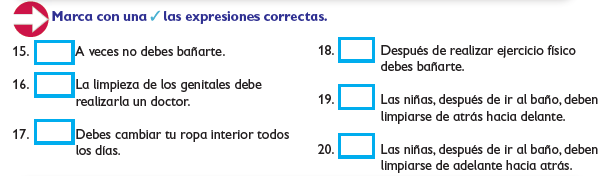 Marca con una ✓ las expresiones correctas.
15. A veces no debes bañarte.
16. La limpieza de los genitales debe
realizarla un doctor.
17. Debes cambiar tu ropa interior todos
los días.
18. Después de realizar ejercicio físico
debes bañarte.
19. Las niñas, después de ir al baño, deben
limpiarse de atrás hacia delante.
20. Las niñas, después de ir al baño, deben
limpiarse de adelante hacia atrás.